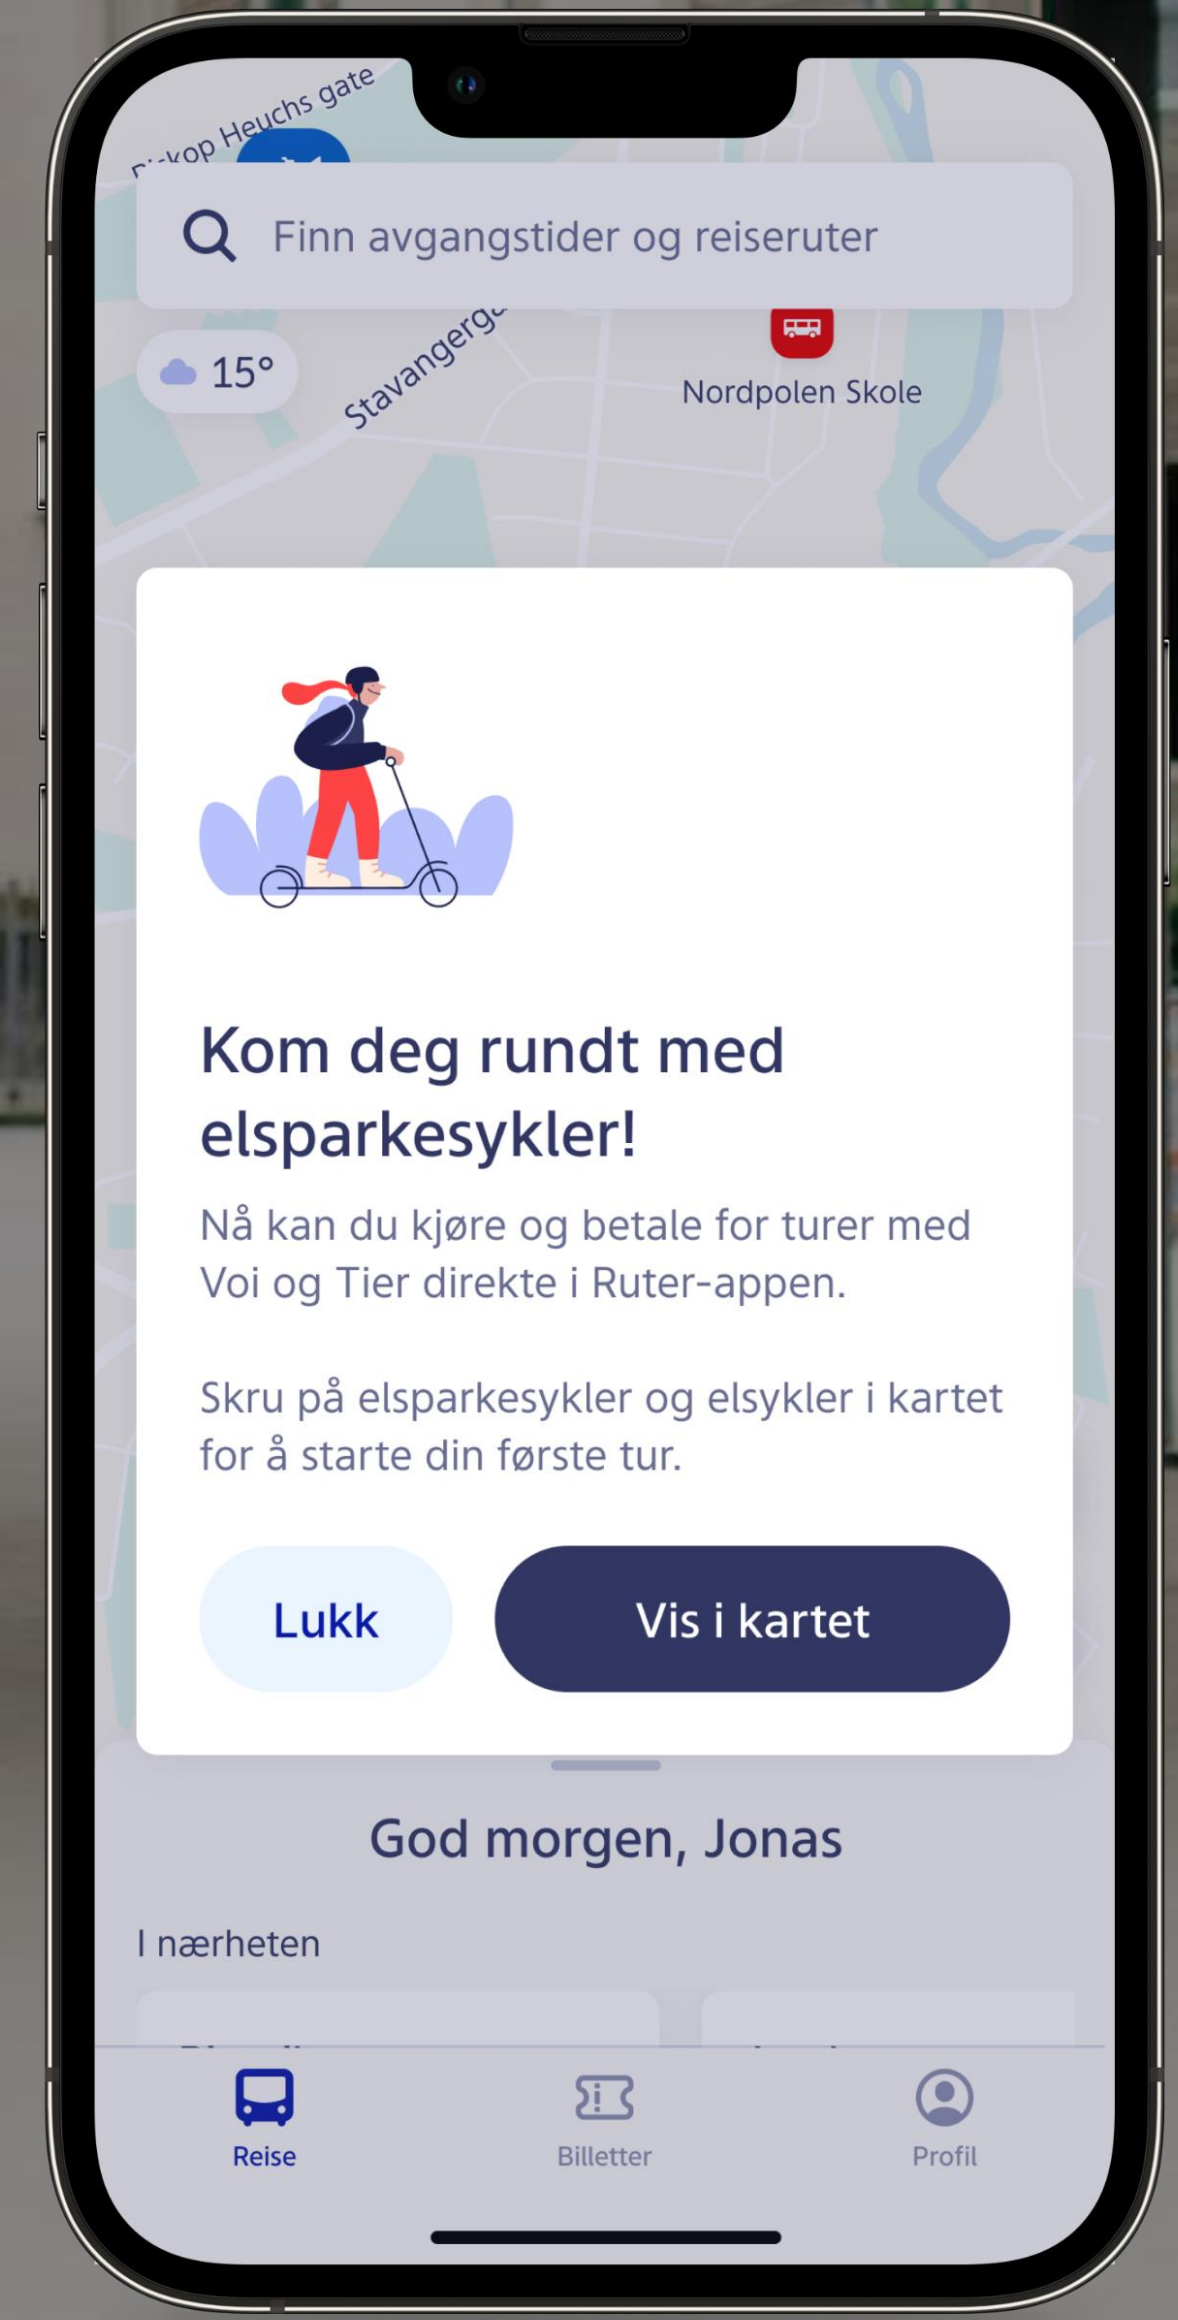 Heuchs gate
Finn avgangstider og reiseruter
15°
Nordpolen Skole
Kom deg rundt med
elsparkesykler!
Nå kan du kjøre og betale for turer med
Voi og Tier direkte i Ruter-appen.
Skru på elsparkesykler og elsykler i kartet
for å starte din første tur.
Lukk
Vis i kartet
God morgen, Jonas
I nærheten
Reise
Billetter
Profil